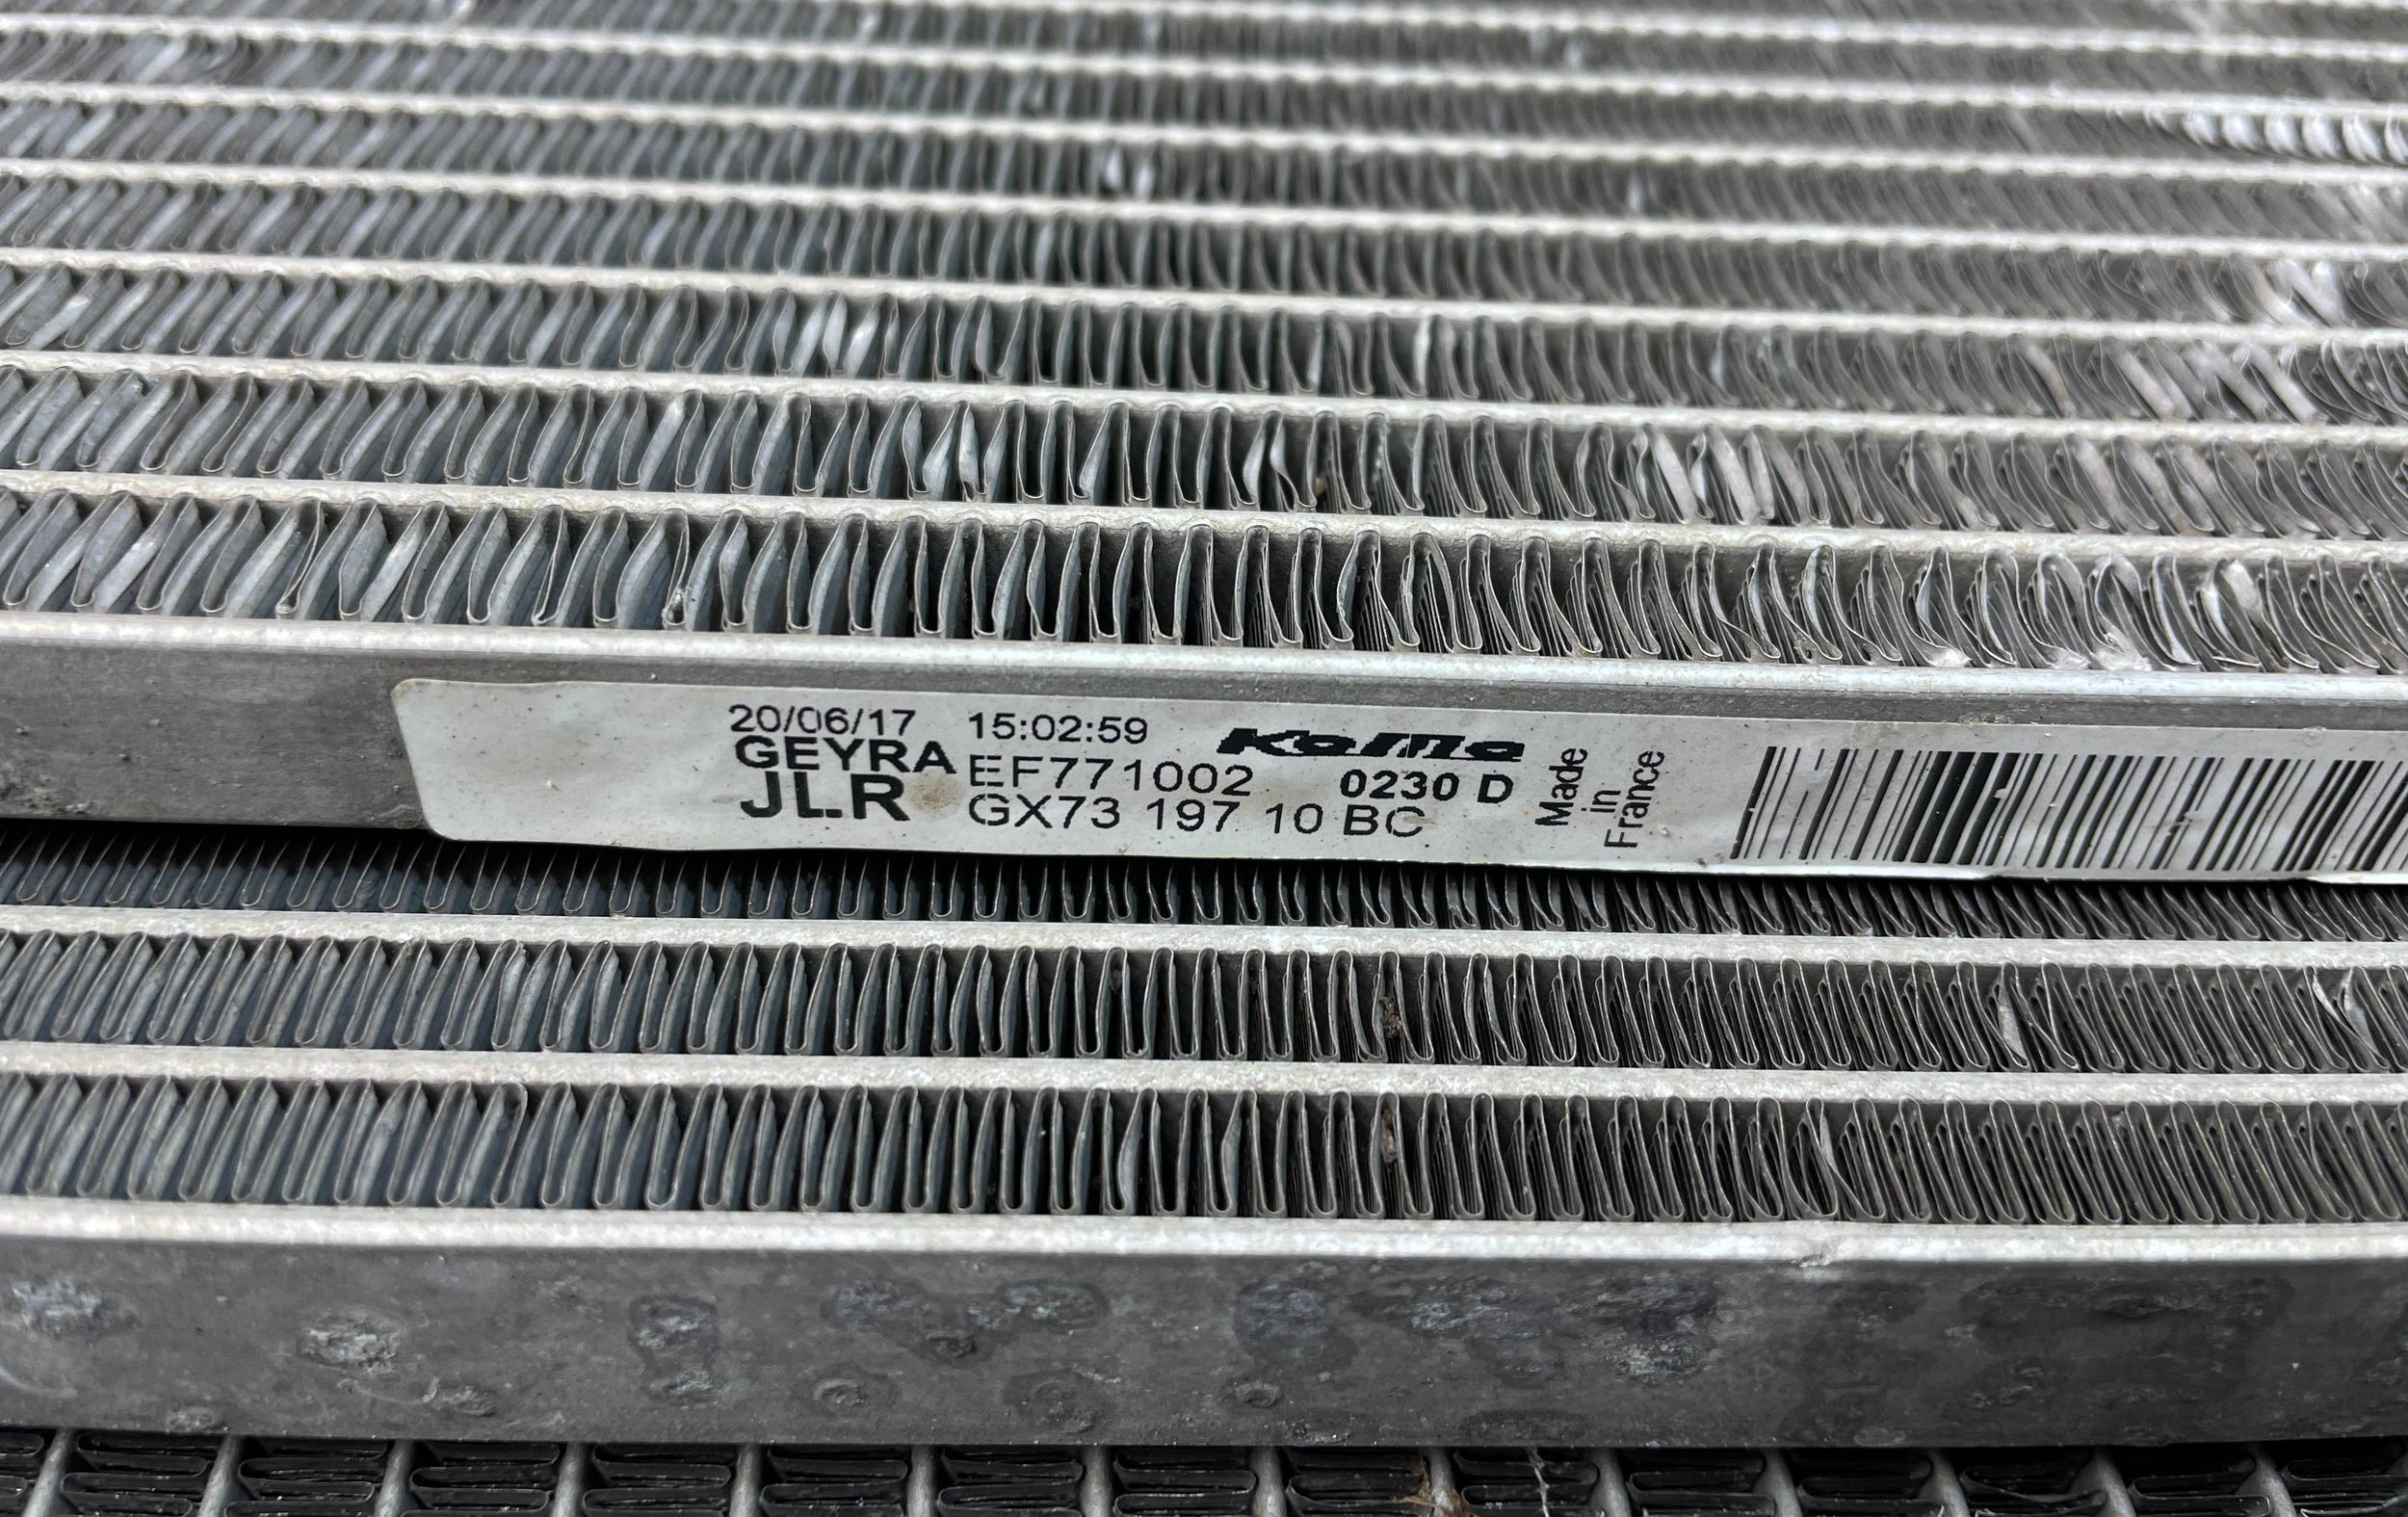 20/06/17 15:02:59
GEYRA EF771002 0230 D
JLR GX73 197 10 BC
Made
in
France